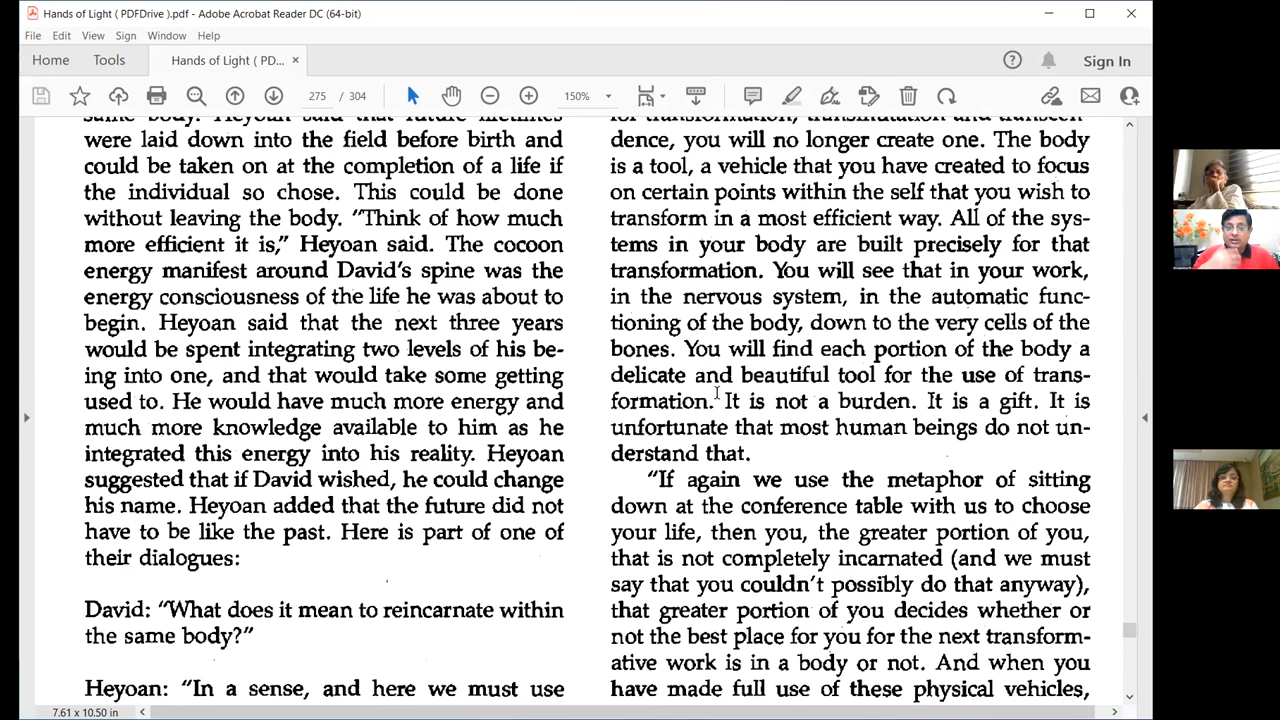 Hands of Light ( PDFDrive ).pdf - Adobe Acrobat Reader DC (64-bit)
File Edit View Sign Window Help
Home Tools Hands of Light ( PD... × Sign In
275 / 304 150%
same body. Heyoan said that future lifetimes
were laid down into the field before birth and
could be taken on at the completion of a life if
the individual so chose. This could be done
without leaving the body. “Think of how much
more efficient it is,” Heyoan said. The cocoon
energy manifest around David’s spine was the
energy consciousness of the life he was about to
begin. Heyoan said that the next three years
would be spent integrating two levels of his be-
ing into one, and that would take some getting
used to. He would have much more energy and
much more knowledge available to him as he
integrated this energy into his reality. Heyoan
suggested that if David wished, he could change
his name. Heyoan added that the future did not
have to be like the past. Here is part of one of
their dialogues:
David: “What does it mean to reincarnate within
the same body?”
Heyoan: “In a sense, and here we must use
for transformation, transmutation and transcen-
dence, you will no longer create one. The body
is a tool, a vehicle that you have created to focus
on certain points within the self that you wish to
transform in a most efficient way. All of the sys-
tems in your body are built precisely for that
transformation. You will see that in your work,
in the nervous system, in the automatic func-
tioning of the body, down to the very cells of the
bones. You will find each portion of the body a
delicate and beautiful tool for the use of trans-
formation. It is not a burden. It is a gift. It is
unfortunate that most human beings do not un-
derstand that.
“If again we use the metaphor of sitting
down at the conference table with us to choose
your life, then you, the greater portion of you,
that is not completely incarnated (and we must
say that you couldn’t possibly do that anyway),
that greater portion of you decides whether or
not the best place for you for the next transform-
ative work is in a body or not. And when you
have made full use of these physical vehicles,
7.61 x 10.50 in